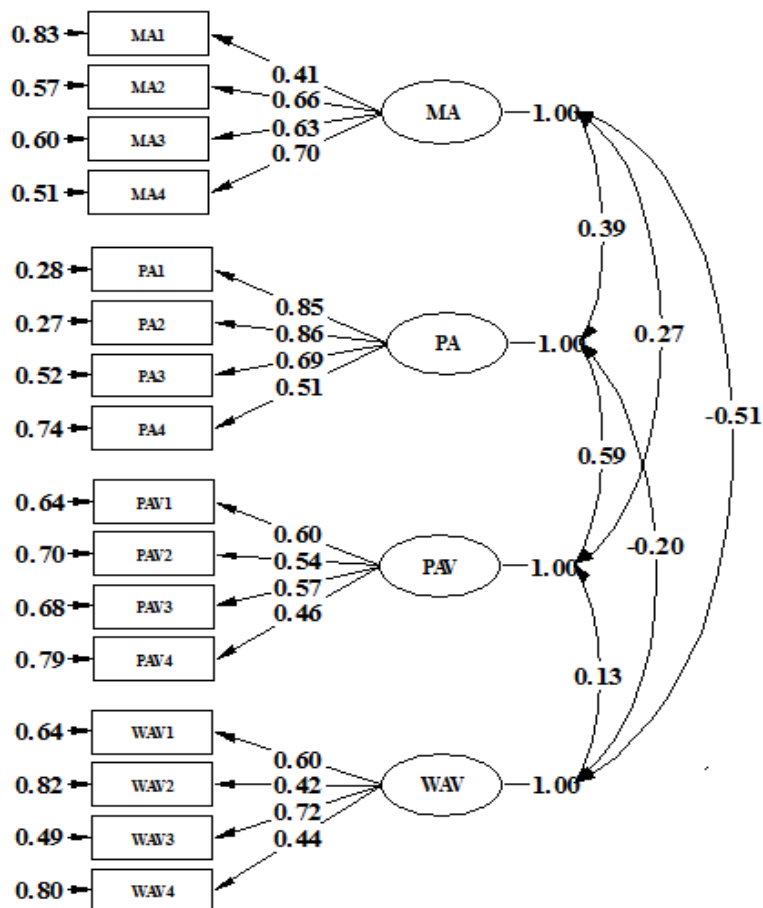 0.83 MA1
0.41
0.57 MA2
0.66
MA 1.00
0.60 MA3
0.63
0.70
0.51 MA4
0.39
0.28 PA1
0.85
0.27 PA2
0.86
PA 1.00
0.27
0.52 PA3
0.69
0.51
0.74 PA4
-0.51
0.59
0.64 PAV1
0.60
0.70 PAV2
0.54
-0.20
PAV 1.00
0.68 PAV3
0.57
0.46
0.79 PAV4
0.13
0.64 WAV1
0.60
0.82 WAV2
0.42
WAV 1.00
0.49 WAV3
0.72
0.44
0.80 WAV4